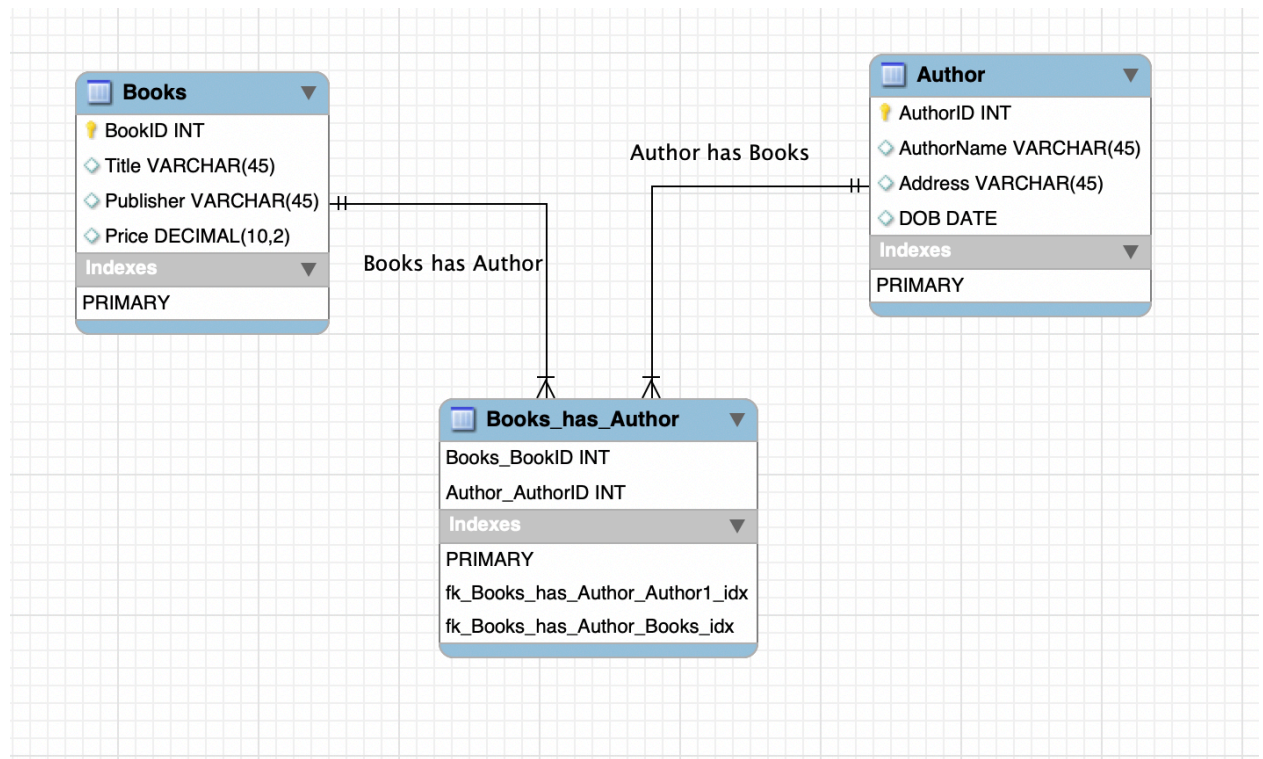 Books
BookID INT
Title VARCHAR(45)
Publisher VARCHAR(45)
Price DECIMAL(10,2)
Indexes
PRIMARY
Books has Author
Author has Books
Author
AuthorID INT
AuthorName VARCHAR(45)
Address VARCHAR(45)
DOB DATE
Indexes
PRIMARY
Books_has_Author
Books_BookID INT
Author_AuthorID INT
Indexes
PRIMARY
fk_Books_has_Author_Author1_idx
fk_Books_has_Author_Books_idx